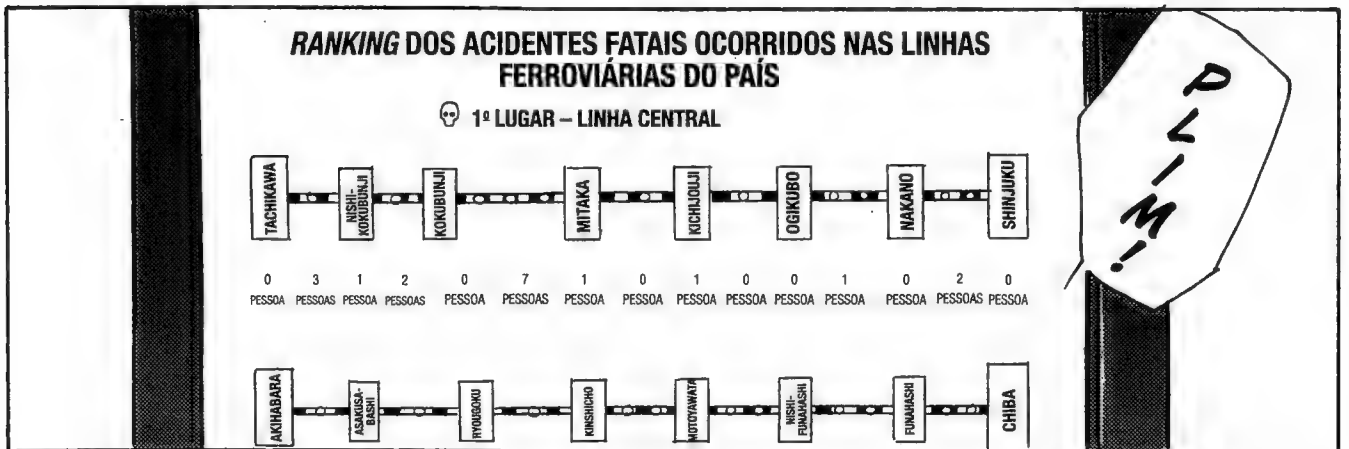 RANKING DOS ACIDENTES FATAIS OCORRIDOS NAS LINHAS
FERROVIÁRIAS DO PAÍS
1º LUGAR – LINHA CENTRAL
PLIM!
TACHIKAWA
NISHI-
KOKUBUNJI
KOKUBUNJI
MITAKA
KICHIJOUJI
OGIKUBO
NAKANO
SHINJUKU
0 3 1 2 0 7 1 0 1 0 0 1 0 2 0
PESSOA PESSOAS PESSOA PESSOAS PESSOA PESSOAS PESSOA PESSOA PESSOA PESSOA PESSOA PESSOA PESSOA PESSOAS PESSOA
AKIHABARA
ASAKUSA-
BASHI
RYOUGOKU
KINSHICHO
MOTOYAWATA
NISHI-
FUNAHASHI
FUNAHASHI
CHIBA